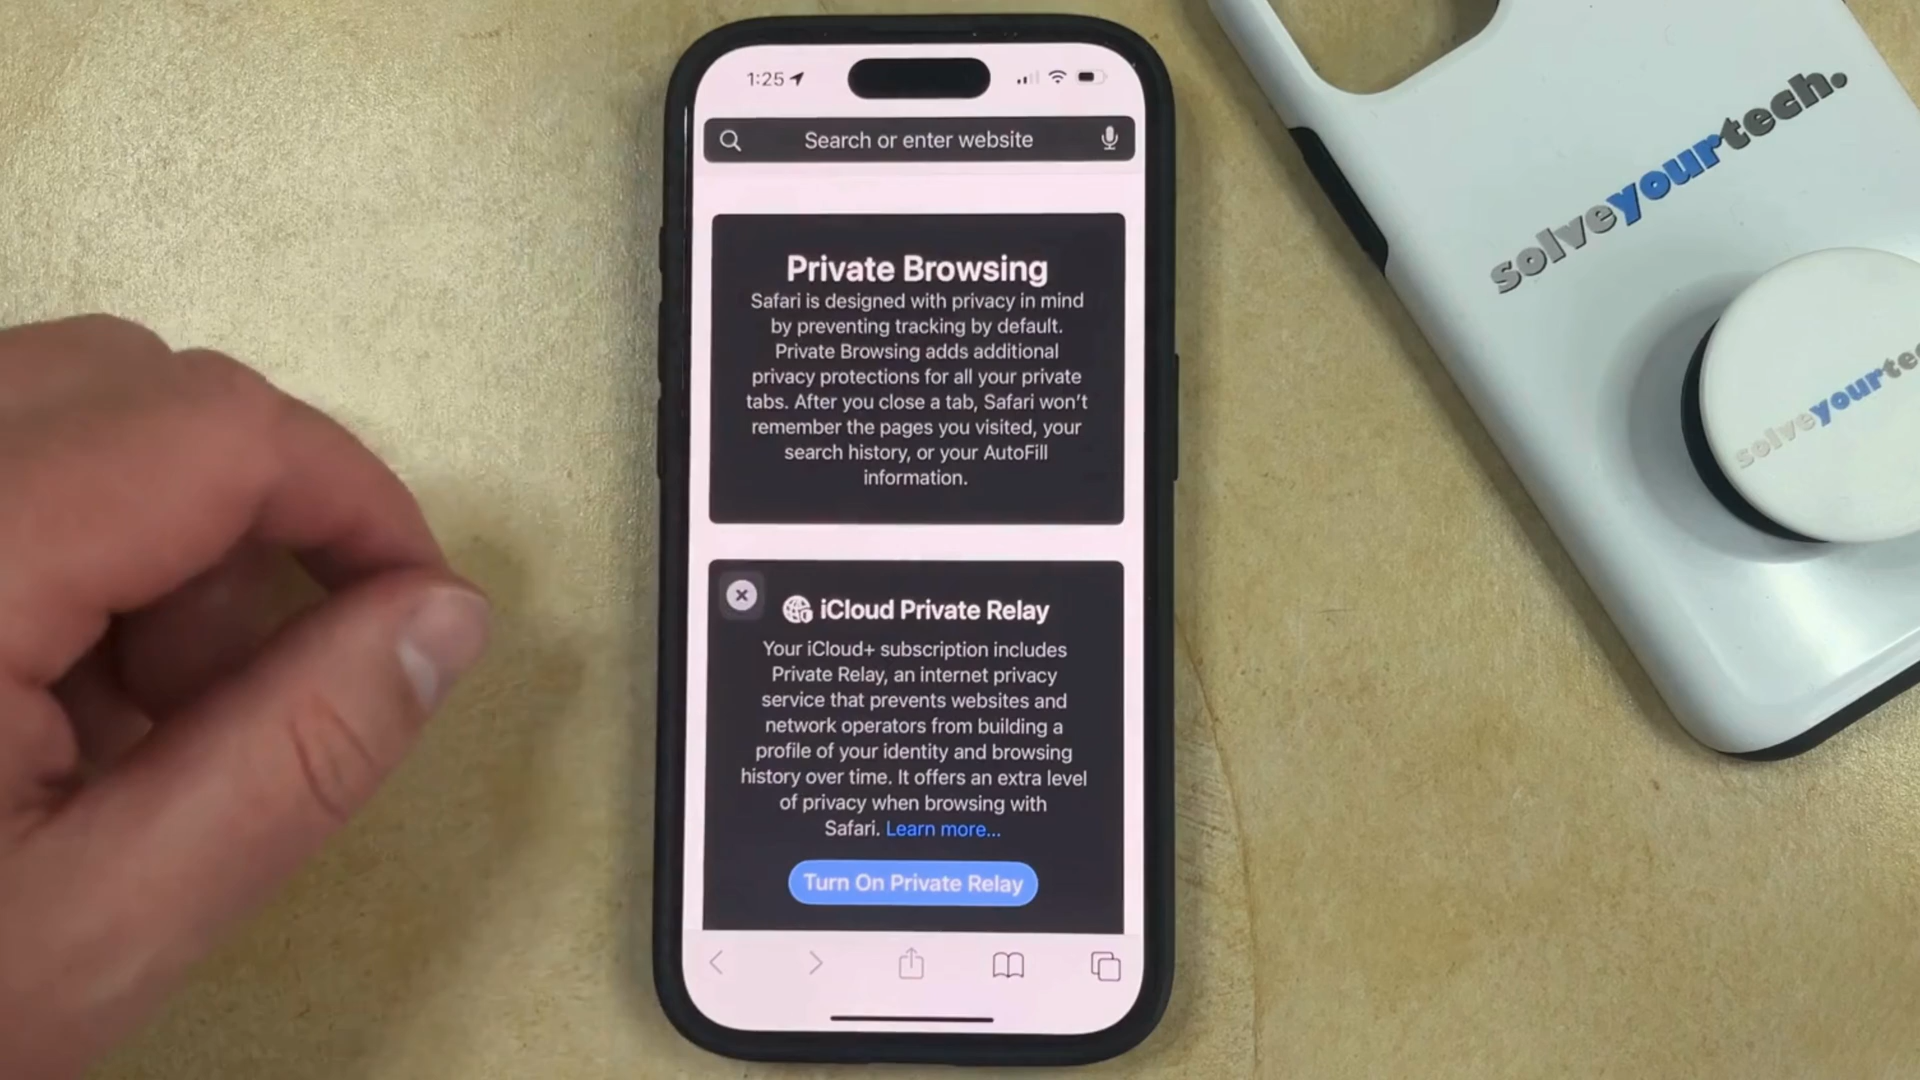 1:25
Search or enter website
Private Browsing
Safari is designed with privacy in mind
by preventing tracking by default.
Private Browsing adds additional
privacy protections for all your private
tabs. After you close a tab, Safari won't
remember the pages you visited, your
search history, or your AutoFill
information.
iCloud Private Relay
Your iCloud+ subscription includes
Private Relay, an internet privacy
service that prevents websites and
network operators from building a
profile of your identity and browsing
history over time. It offers an extra level
of privacy when browsing with
Safari. Learn more...
Turn On Private Relay
solveyourtech.
solveyourtec